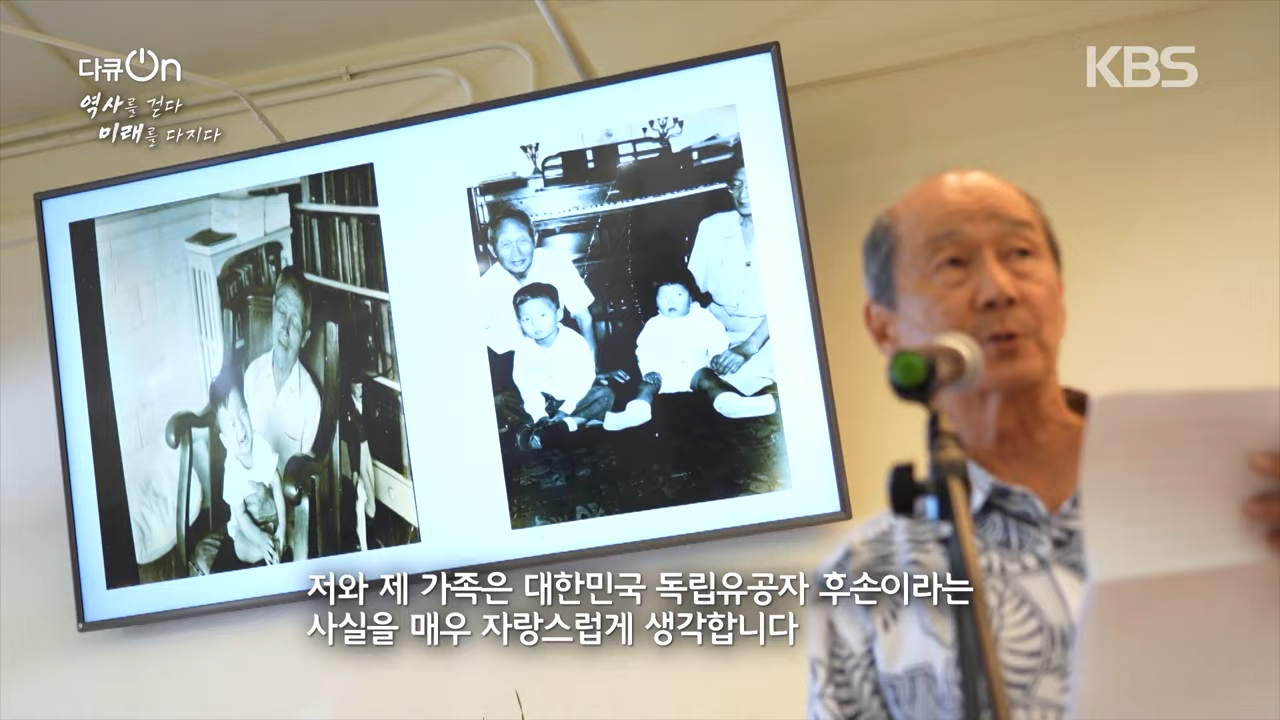 다큐On
역사를 걷다
미래를 다지다
KBS
저와 제 가족은 대한민국 독립유공자 후손이라는
사실을 매우 자랑스럽게 생각합니다